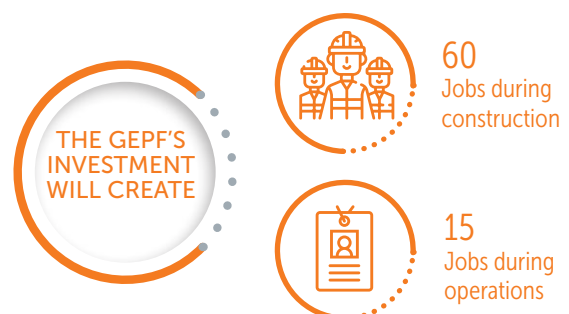 THE GEPF'S
INVESTMENT
WILL CREATE
60
Jobs during
construction
15
Jobs during
operations